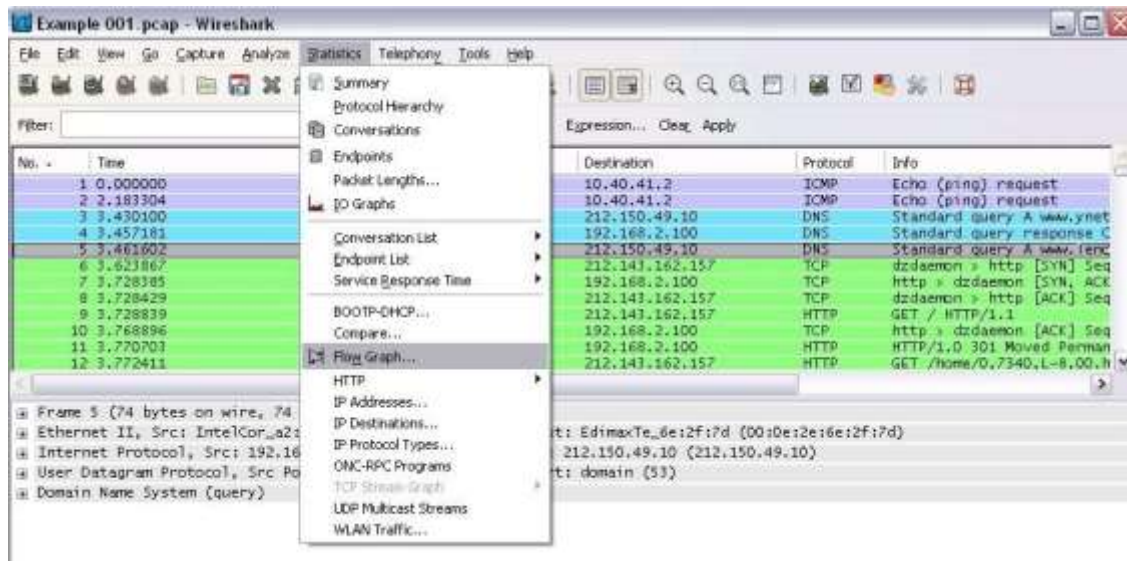 Example 001.pcap - Wireshark
File Edit View Go Capture Analyze Statistics Telephony Tools Help
Filter:
Expression... Clear Apply
No. - Time Destination Protocol Info
1 0.000000 10.40.41.2 ICMP Echo (ping) request
2 2.183304 10.40.41.2 ICMP Echo (ping) request
3 3.430100 212.150.49.10 DNS Standard query A www.ynet
4 3.457181 192.168.2.100 DNS Standard query response C
5 3.461602 212.150.49.10 DNS Standard query A
6 3.623867 212.143.162.157 TCP dzdaemon > http [SYN] Seq
7 3.728385 192.168.2.100 TCP http > dzdaemon [SYN, ACK
8 3.728429 212.143.162.157 TCP dzdaemon > http [ACK] Seq
9 3.728839 212.143.162.157 HTTP GET / HTTP/1.1
10 3.768896 192.168.2.100 TCP http > dzdaemon [ACK] Seq
11 3.770703 192.168.2.100 HTTP HTTP/1.0 301 Moved Perman
12 3.772411 212.143.162.157 HTTP GET /home/0,7340,L-8,00.h
Summary
Protocol Hierarchy
Conversations
Endpoints
Packet Lengths...
IO Graphs
Conversation List
Endpoint List
Service Response Time
BOOTP-DHCP...
Compare...
Flow Graph...
HTTP
IP Addresses...
IP Destinations...
IP Protocol Types...
ONC-RPC Programs
TCP Stream Graph
UDP Multicast Streams
WLAN Traffic...
Frame 5 (74 bytes on wire, 74
Ethernet II, Src: IntelCor_a2: t: EdimaxTe_6e:2f:7d (00:0e:2e:6e:2f:7d)
Internet Protocol, Src: 192.16 212.150.49.10 (212.150.49.10)
User Datagram Protocol, Src Po t: domain (53)
Domain Name System (query)